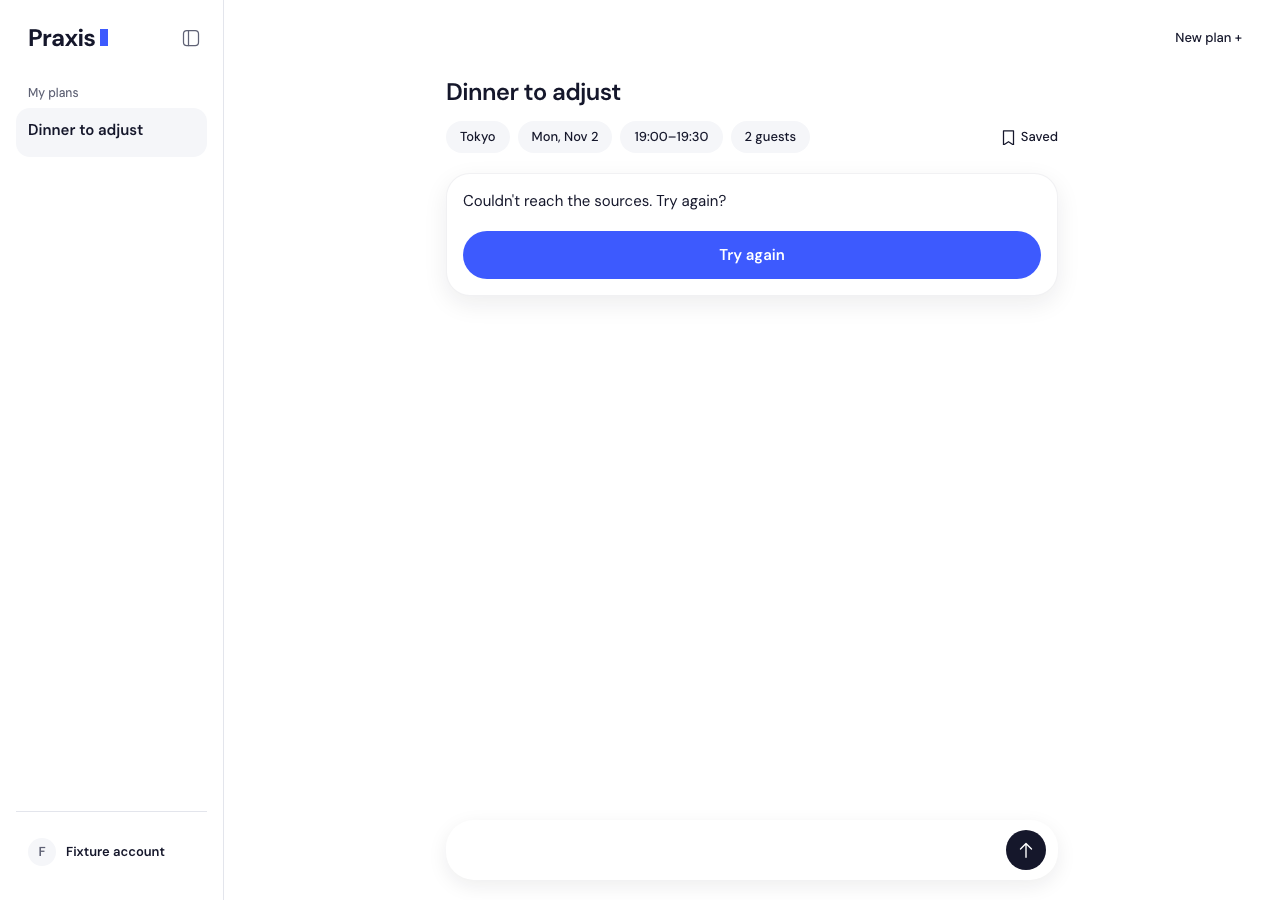 Praxis
New plan +
My plans
Dinner to adjust
Dinner to adjust
Tokyo
Mon, Nov 2
19:00–19:30
2 guests
Saved
Couldn't reach the sources. Try again?
Try again
F
Fixture account